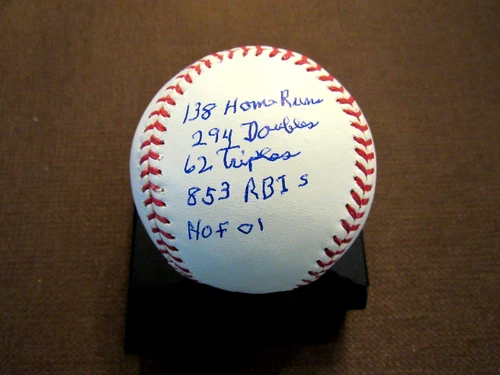 138 Home Runs
294 Doubles
62 Triples
853 RBI s
HOF 01